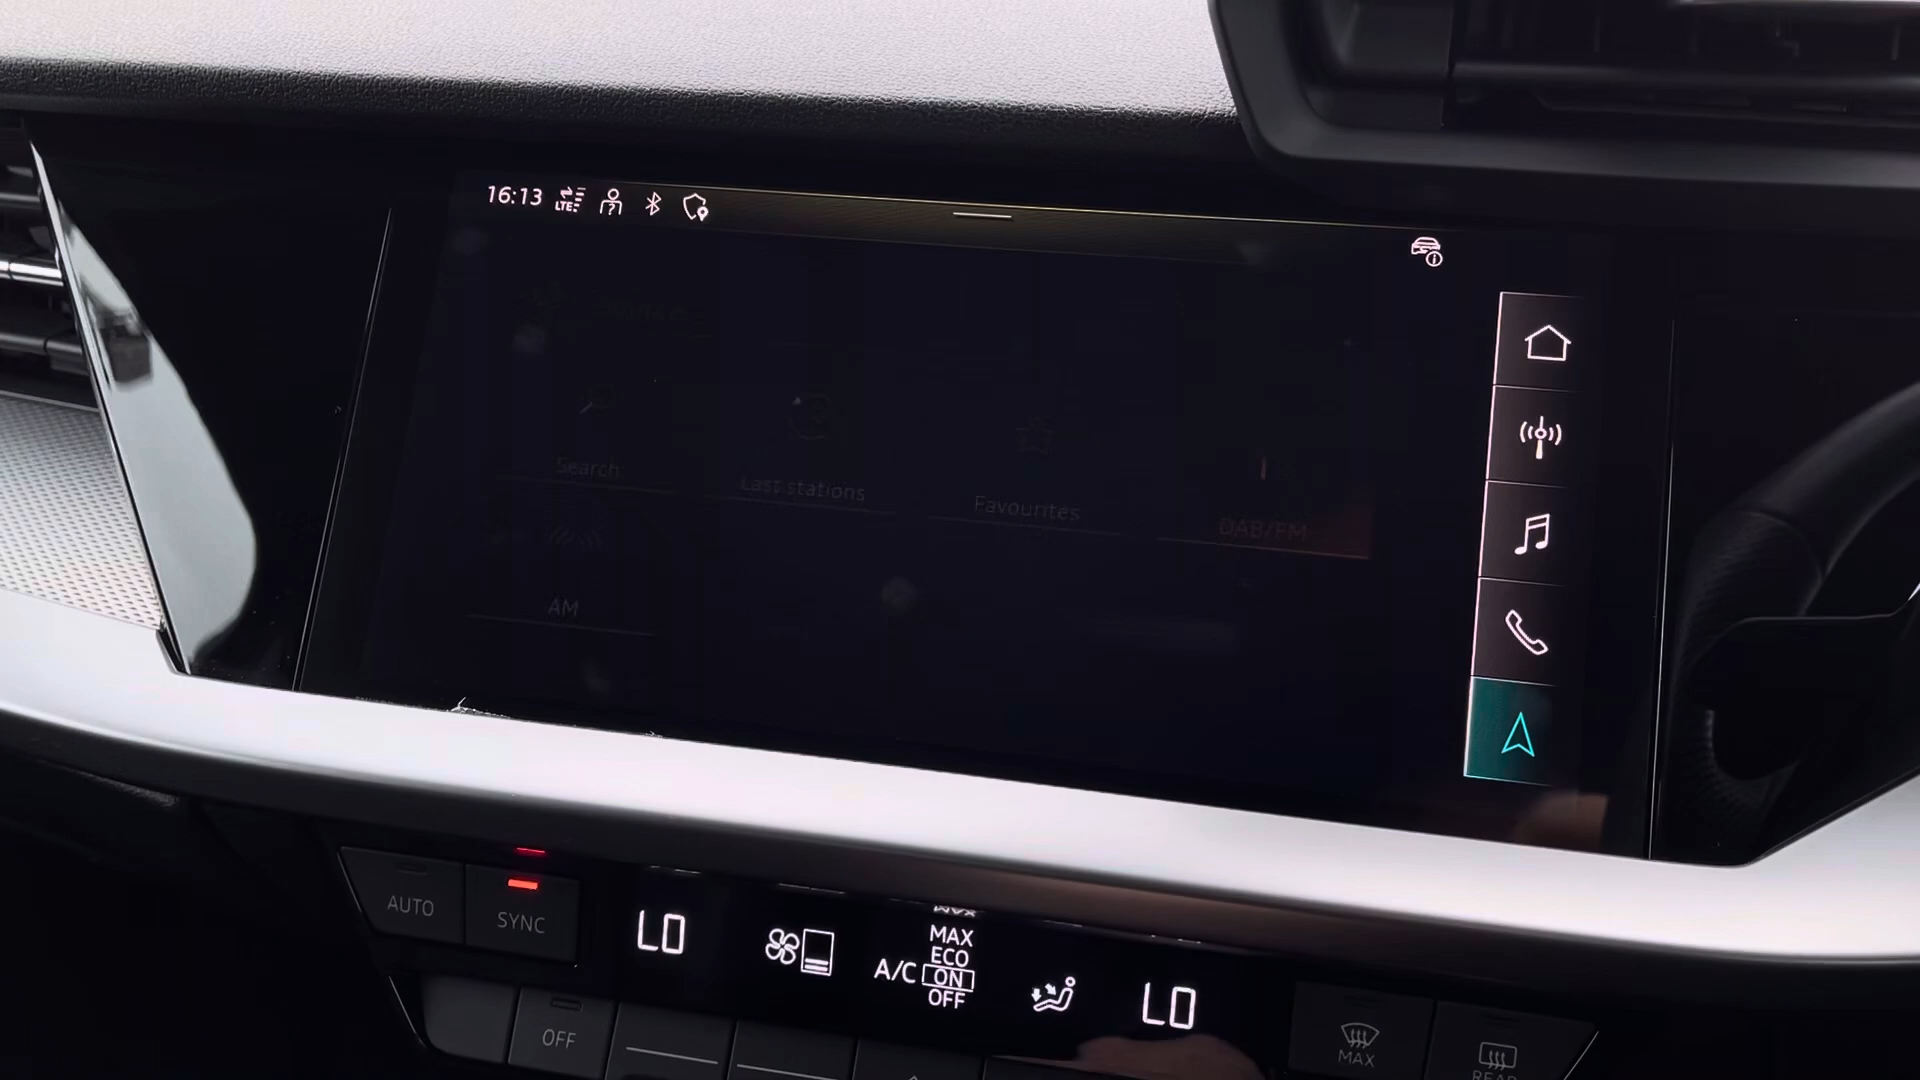 16:13
LTE
Search
Last stations
Favourites
DAB/FM
AM
AUTO
SYNC
LO
MAX
ECO
A/C ON
OFF
LO
OFF
MAX
REAR